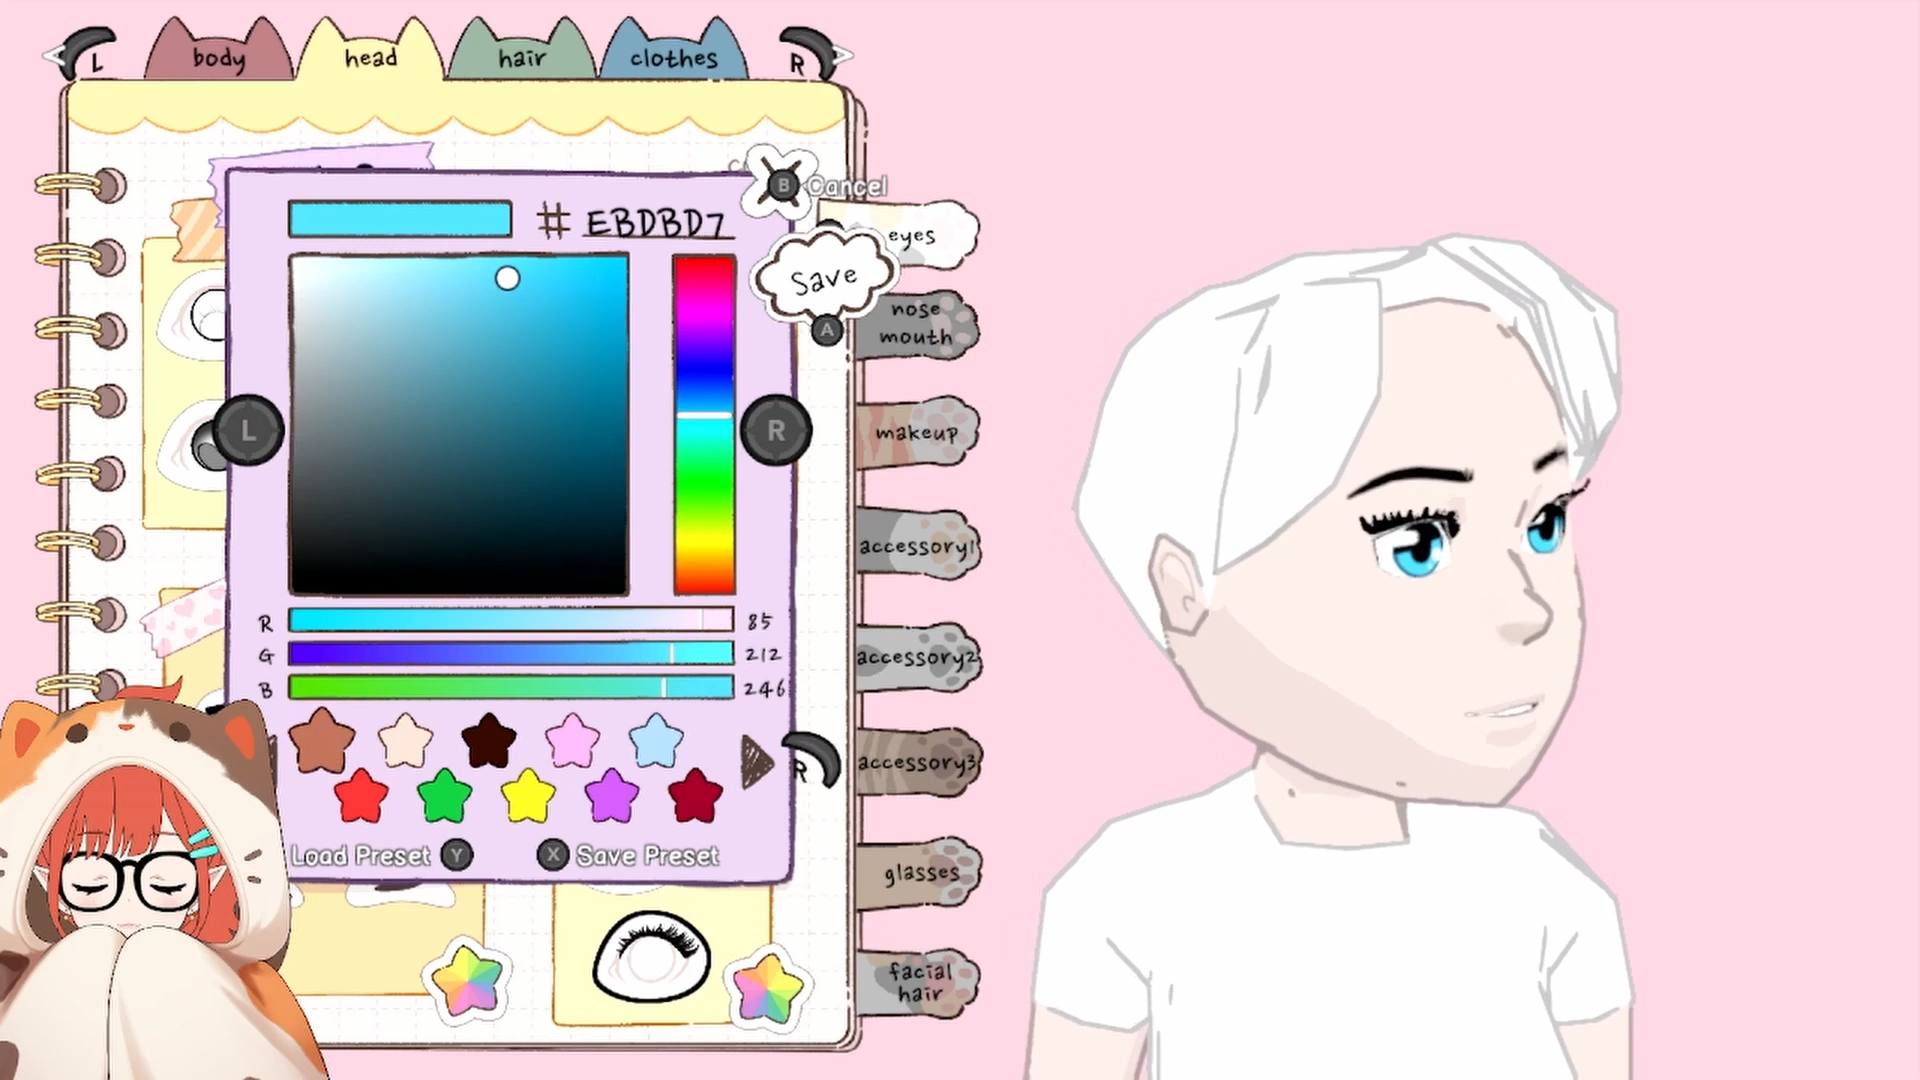 L
body
head
hair
clothes
R
B Cancel
# EBDBD7
eyes
Save
A
nose
mouth
L
R
makeup
accessory1
R 85
G 212
B 246
accessory2
accessory3
R
Load Preset Y
X Save Preset
glasses
facial
hair